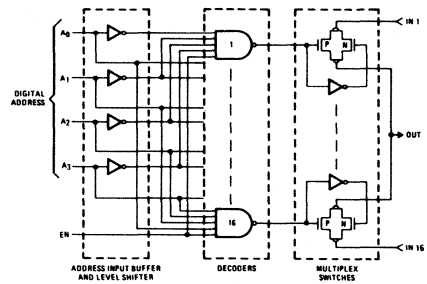 IN 1
A0
1
P N
A1
DIGITAL
ADDRESS
A2
OUT
A3
16
P N
EN
IN 16
ADDRESS INPUT BUFFER
AND LEVEL SHIFTER
DECODERS
MULTIPLEX
SWITCHES